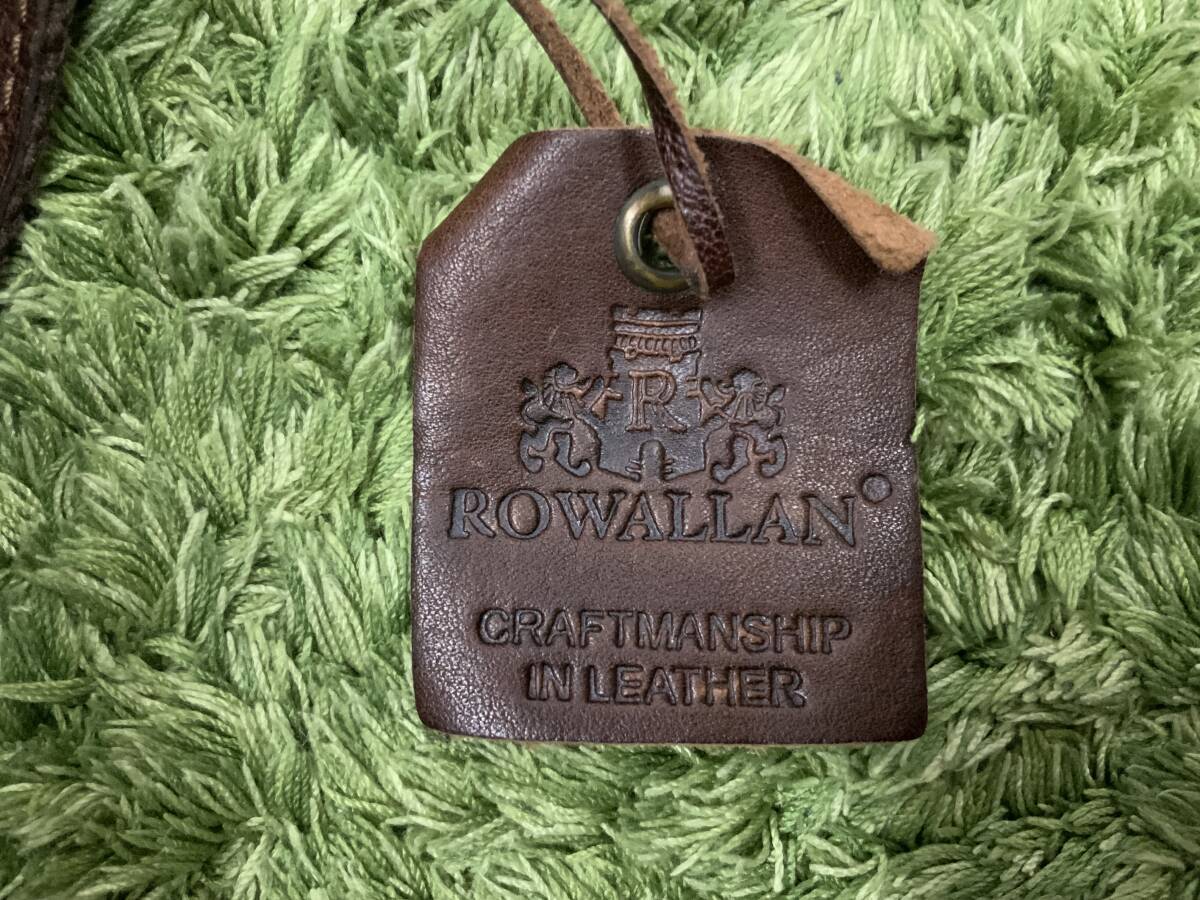 R
ROWALLAN
CRAFTMANSHIP
IN LEATHER